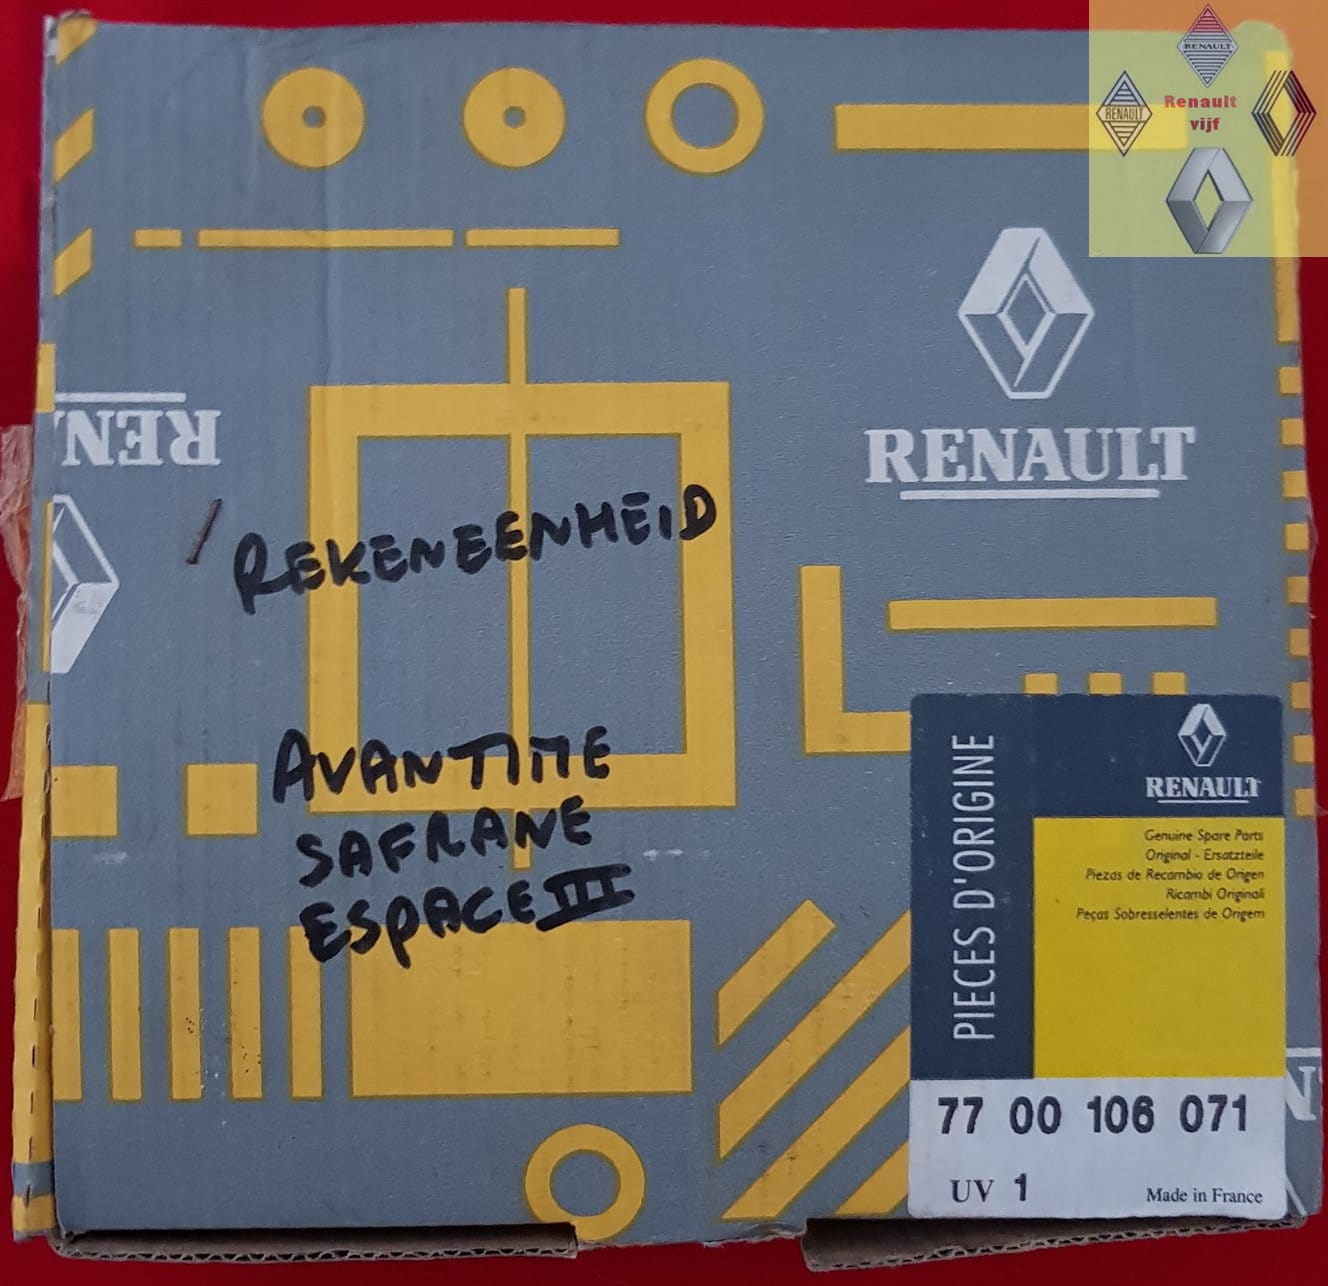 RENAULT
RENAULT
Renault
vijf
RENAULT
REN
REKENEENHEID
AVANTIME
SAFRANE
ESPACE III
PIECES D'ORIGINE
RENAULT
Genuine Spare Parts
Original - Ersatzteile
Piezas de Recambio de Origen
Ricambi Originali
Peças Sobresselentes de Origem
77 00 106 071
UV 1
Made in France
N